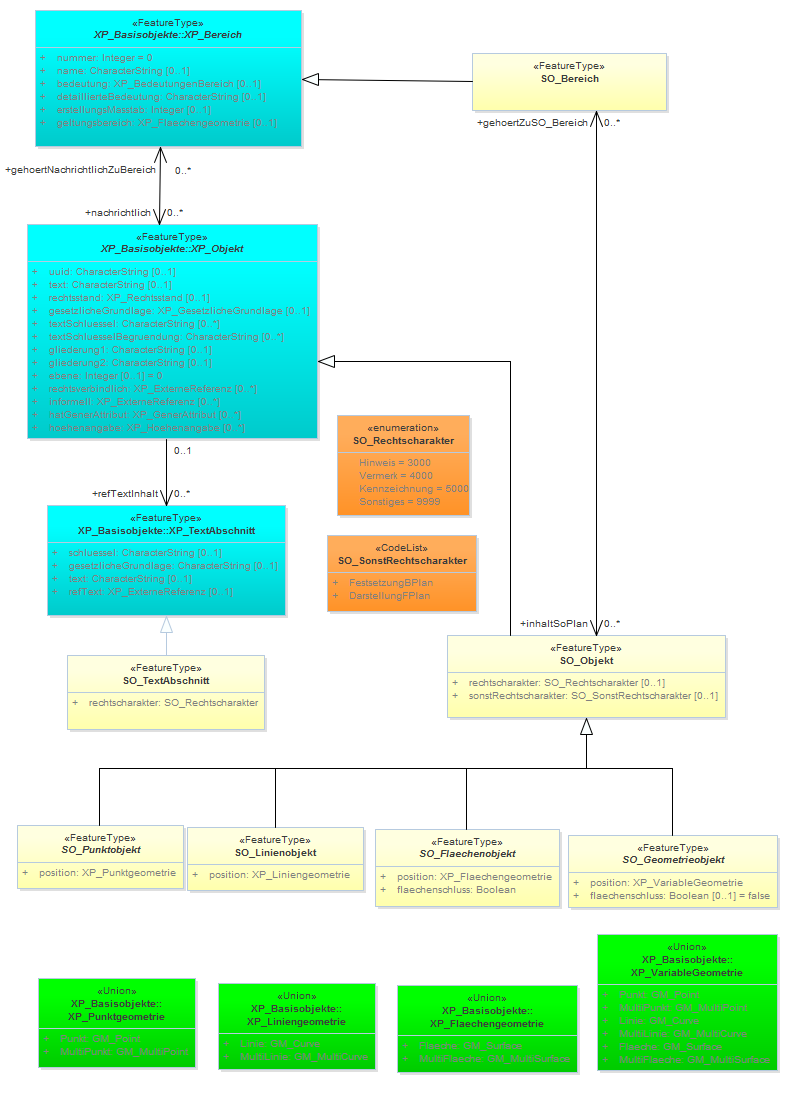 «FeatureType»
XP_Basisobjekte::XP_Bereich
+ nummer: Integer = 0
+ name: CharacterString [0..1]
+ bedeutung: XP_BedeutungenBereich [0..1]
+ detaillierteBedeutung: CharacterString [0..1]
+ erstellungsMasstab: Integer [0..1]
+ geltungsbereich: XP_Flaechengeometrie [0..1]
«FeatureType»
SO_Bereich
+gehoertZuSO_Bereich 0..*
+gehoertNachrichtlichZuBereich 0..*
+nachrichtlich 0..*
«FeatureType»
XP_Basisobjekte::XP_Objekt
+ uuid: CharacterString [0..1]
+ text: CharacterString [0..1]
+ rechtsstand: XP_Rechtsstand [0..1]
+ gesetzlicheGrundlage: XP_GesetzlicheGrundlage [0..1]
+ textSchluessel: CharacterString [0..*]
+ textSchluesselBegruendung: CharacterString [0..*]
+ gliederung1: CharacterString [0..1]
+ gliederung2: CharacterString [0..1]
+ ebene: Integer [0..1] = 0
+ rechtsverbindlich: XP_ExterneReferenz [0..*]
+ informell: XP_ExterneReferenz [0..*]
+ hatGenerAttribut: XP_GenerAttribut [0..*]
+ hoehenangabe: XP_Hoehenangabe [0..*]
0..1
+refTextInhalt 0..*
«enumeration»
SO_Rechtscharakter
Hinweis = 3000
Vermerk = 4000
Kennzeichnung = 5000
Sonstiges = 9999
«FeatureType»
XP_Basisobjekte::XP_TextAbschnitt
+ schluessel: CharacterString [0..1]
+ gesetzlicheGrundlage: CharacterString [0..1]
+ text: CharacterString [0..1]
+ refText: XP_ExterneReferenz [0..1]
«CodeList»
SO_SonstRechtscharakter
+ FestsetzungBPlan
+ DarstellungFPlan
+inhaltSoPlan 0..*
«FeatureType»
SO_TextAbschnitt
+ rechtscharakter: SO_Rechtscharakter
«FeatureType»
SO_Objekt
+ rechtscharakter: SO_Rechtscharakter [0..1]
+ sonstRechtscharakter: SO_SonstRechtscharakter [0..1]
«FeatureType»
SO_Punktobjekt
+ position: XP_Punktgeometrie
«FeatureType»
SO_Linienobjekt
+ position: XP_Liniengeometrie
«FeatureType»
SO_Flaechenobjekt
+ position: XP_Flaechengeometrie
+ flaechenschluss: Boolean
«FeatureType»
SO_Geometrieobjekt
+ position: XP_VariableGeometrie
+ flaechenschluss: Boolean [0..1] = false
«Union»
XP_Basisobjekte::
XP_Punktgeometrie
+ Punkt: GM_Point
+ MultiPunkt: GM_MultiPoint
«Union»
XP_Basisobjekte::
XP_Liniengeometrie
+ Linie: GM_Curve
+ MultiLinie: GM_MultiCurve
«Union»
XP_Basisobjekte::
XP_Flaechengeometrie
+ Flaeche: GM_Surface
+ MultiFlaeche: GM_MultiSurface
«Union»
XP_Basisobjekte::
XP_VariableGeometrie
+ Punkt: GM_Point
+ MultiPunkt: GM_MultiPoint
+ Linie: GM_Curve
+ MultiLinie: GM_MultiCurve
+ Flaeche: GM_Surface
+ MultiFlaeche: GM_MultiSurface